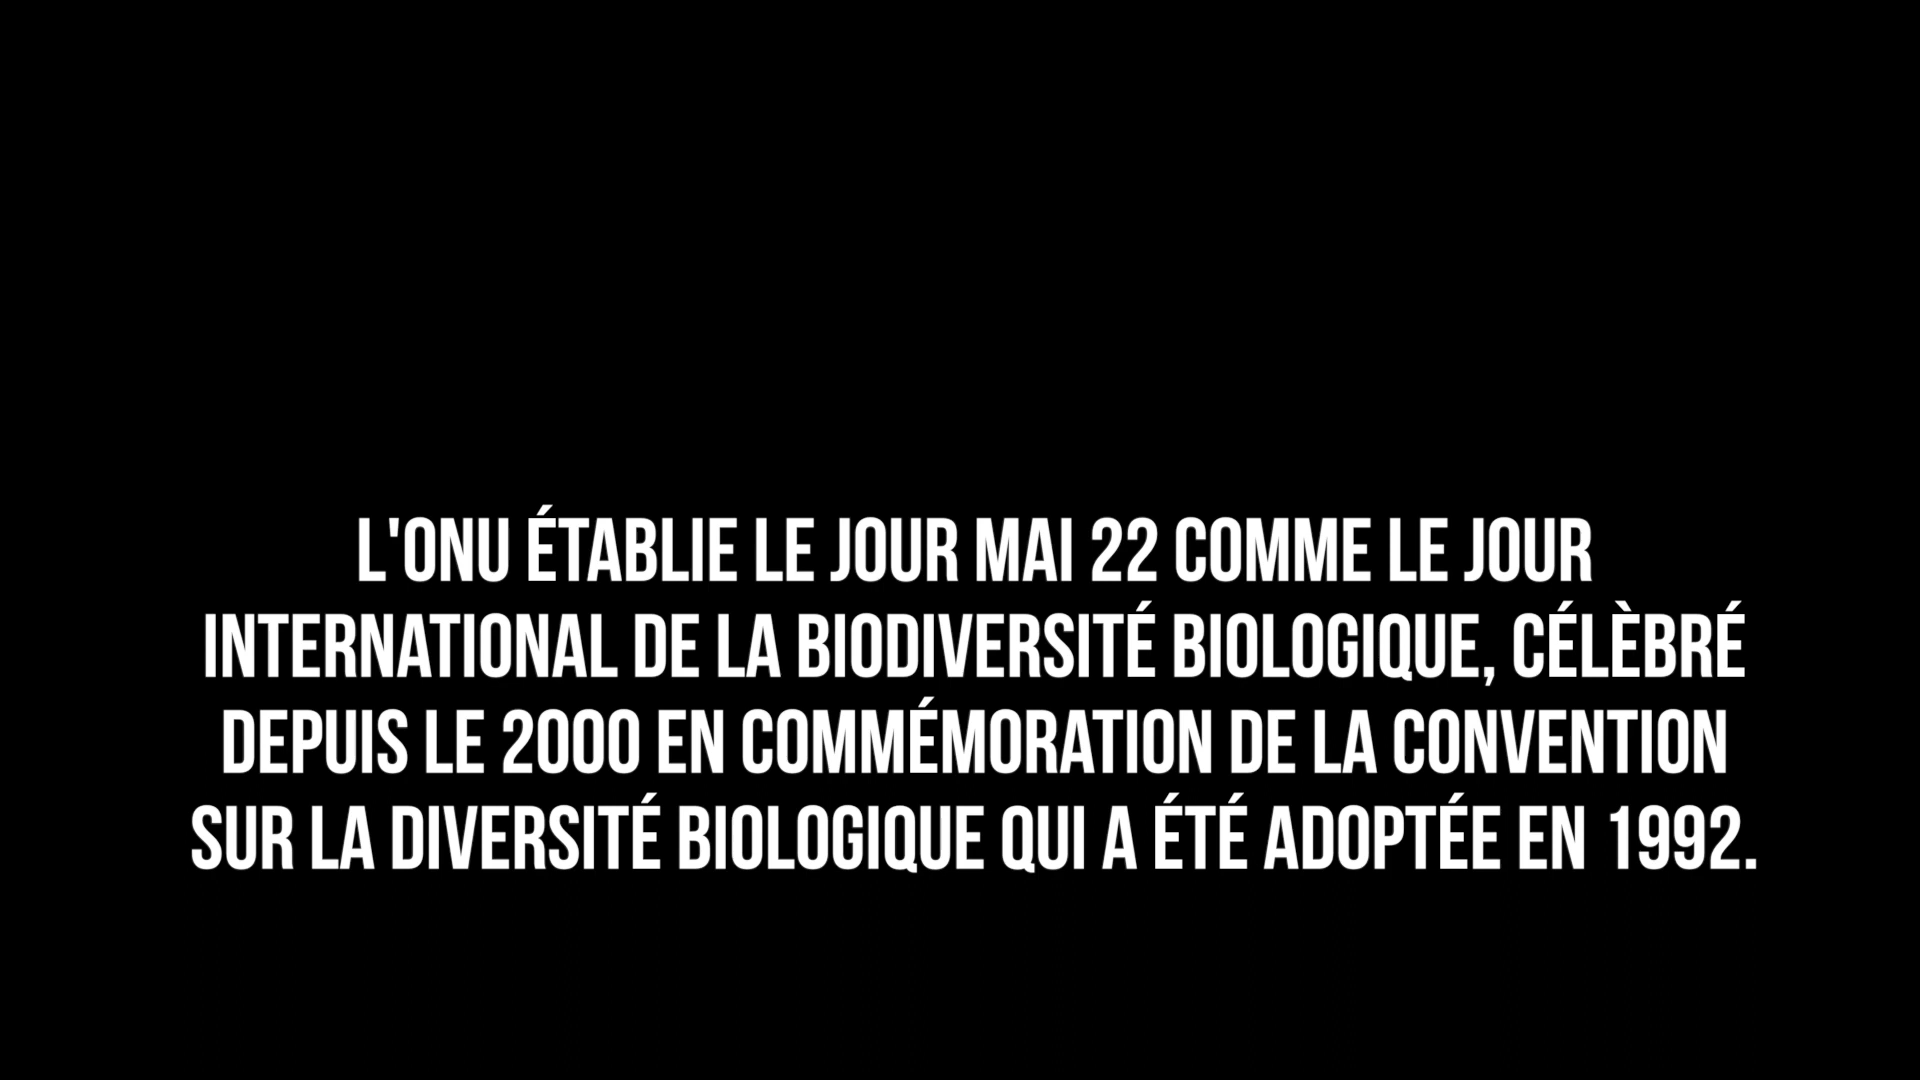 L'ONU ÉTABLIE LE JOUR MAI 22 COMME LE JOUR
INTERNATIONAL DE LA BIODIVERSITÉ BIOLOGIQUE, CÉLÈBRÉ
DEPUIS LE 2000 EN COMMÉMORATION DE LA CONVENTION
SUR LA DIVERSITÉ BIOLOGIQUE QUI A ÉTÉ ADOPTÉE EN 1992.